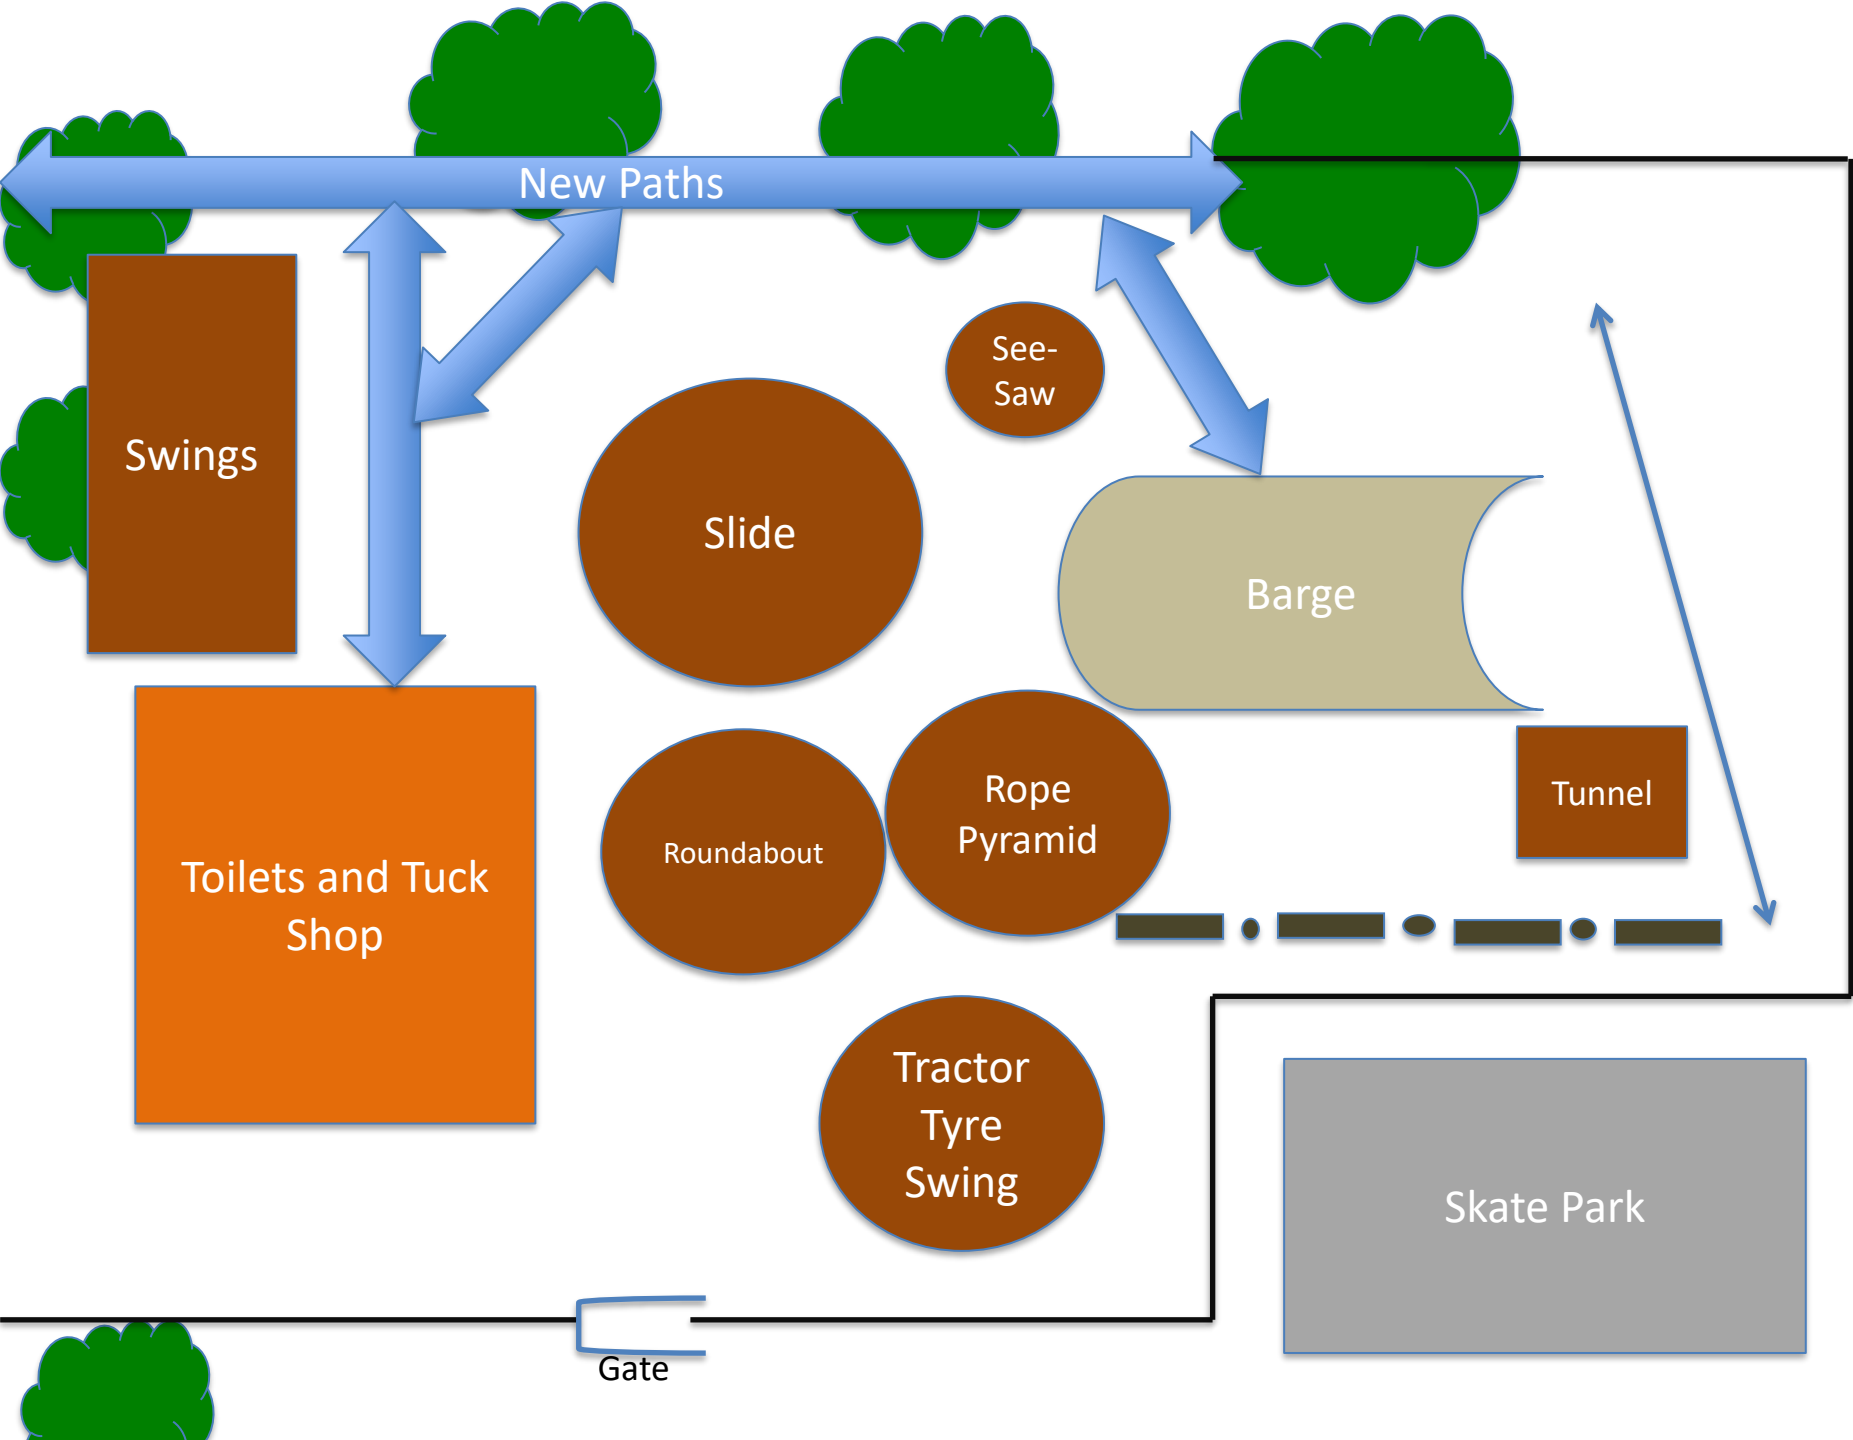 New Paths
See-
Saw
Swings
Slide
Barge
Rope
Pyramid
Tunnel
Roundabout
Toilets and Tuck
Shop
Tractor
Tyre
Swing
Skate Park
Gate